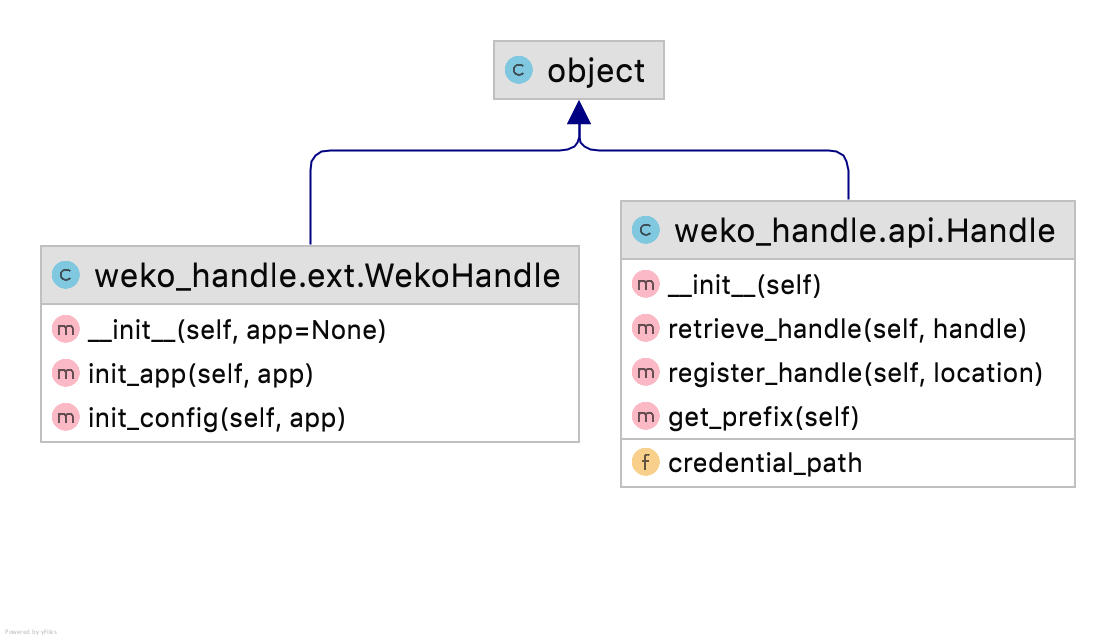 c object
c weko_handle.ext.WekoHandle
m __init__(self, app=None)
m init_app(self, app)
m init_config(self, app)
c weko_handle.api.Handle
m __init__(self)
m retrieve_handle(self, handle)
m register_handle(self, location)
m get_prefix(self)
f credential_path
Powered by yFiles